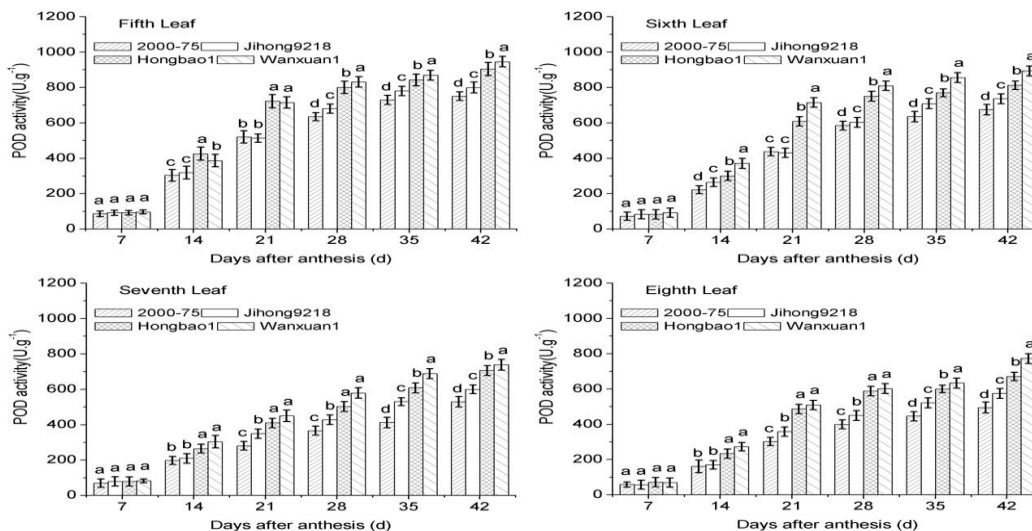 Fifth Leaf
2000-75 Jihong9218
Hongbao1 Wanxuan1
POD activity(U.g-1)
1200
1000
800
600
400
200
0
a a a a
c c a b
b b a a
d c b a
d c b a
d c b a
7 14 21 28 35 42
Days after anthesis (d)
Sixth Leaf
2000-75 Jihong9218
Hongbao1 Wanxuan1
POD activity(U.g-1)
1200
1000
800
600
400
200
0
a a a a
d c b a
c c b a
d c b a
d c b a
d c b a
7 14 21 28 35 42
Days after anthesis (d)
Seventh Leaf
2000-75 Jihong9218
Hongbao1 Wanxuan1
POD activity(U.g-1)
1200
1000
800
600
400
200
0
a a a a
b b a a
c b a a
c b a
d c b a
d c b a
7 14 21 28 35 42
Days after anthesis (d)
Eighth Leaf
2000-75 Jihong9218
Hongbao1 Wanxuan1
POD activity(U.g-1)
1200
1000
800
600
400
200
0
a a a a
b b a a
c b a a
c b a a
d c b a
d c b a
7 14 21 28 35 42
Days after anthesis (d)